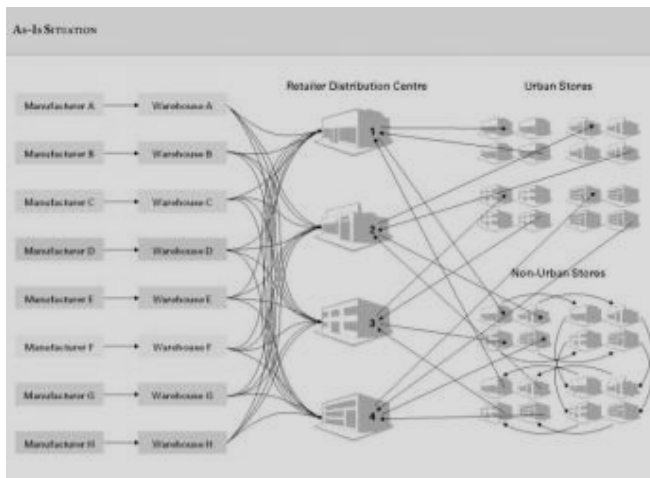 As-Is Situation
Retailer Distribution Centre
Urban Stores
Manufacturer A
Warehouse A
1
Manufacturer B
Warehouse B
Manufacturer C
Warehouse C
2
Manufacturer D
Warehouse D
Non-Urban Stores
Manufacturer E
Warehouse E
3
Manufacturer F
Warehouse F
Manufacturer G
Warehouse G
4
Manufacturer H
Warehouse H